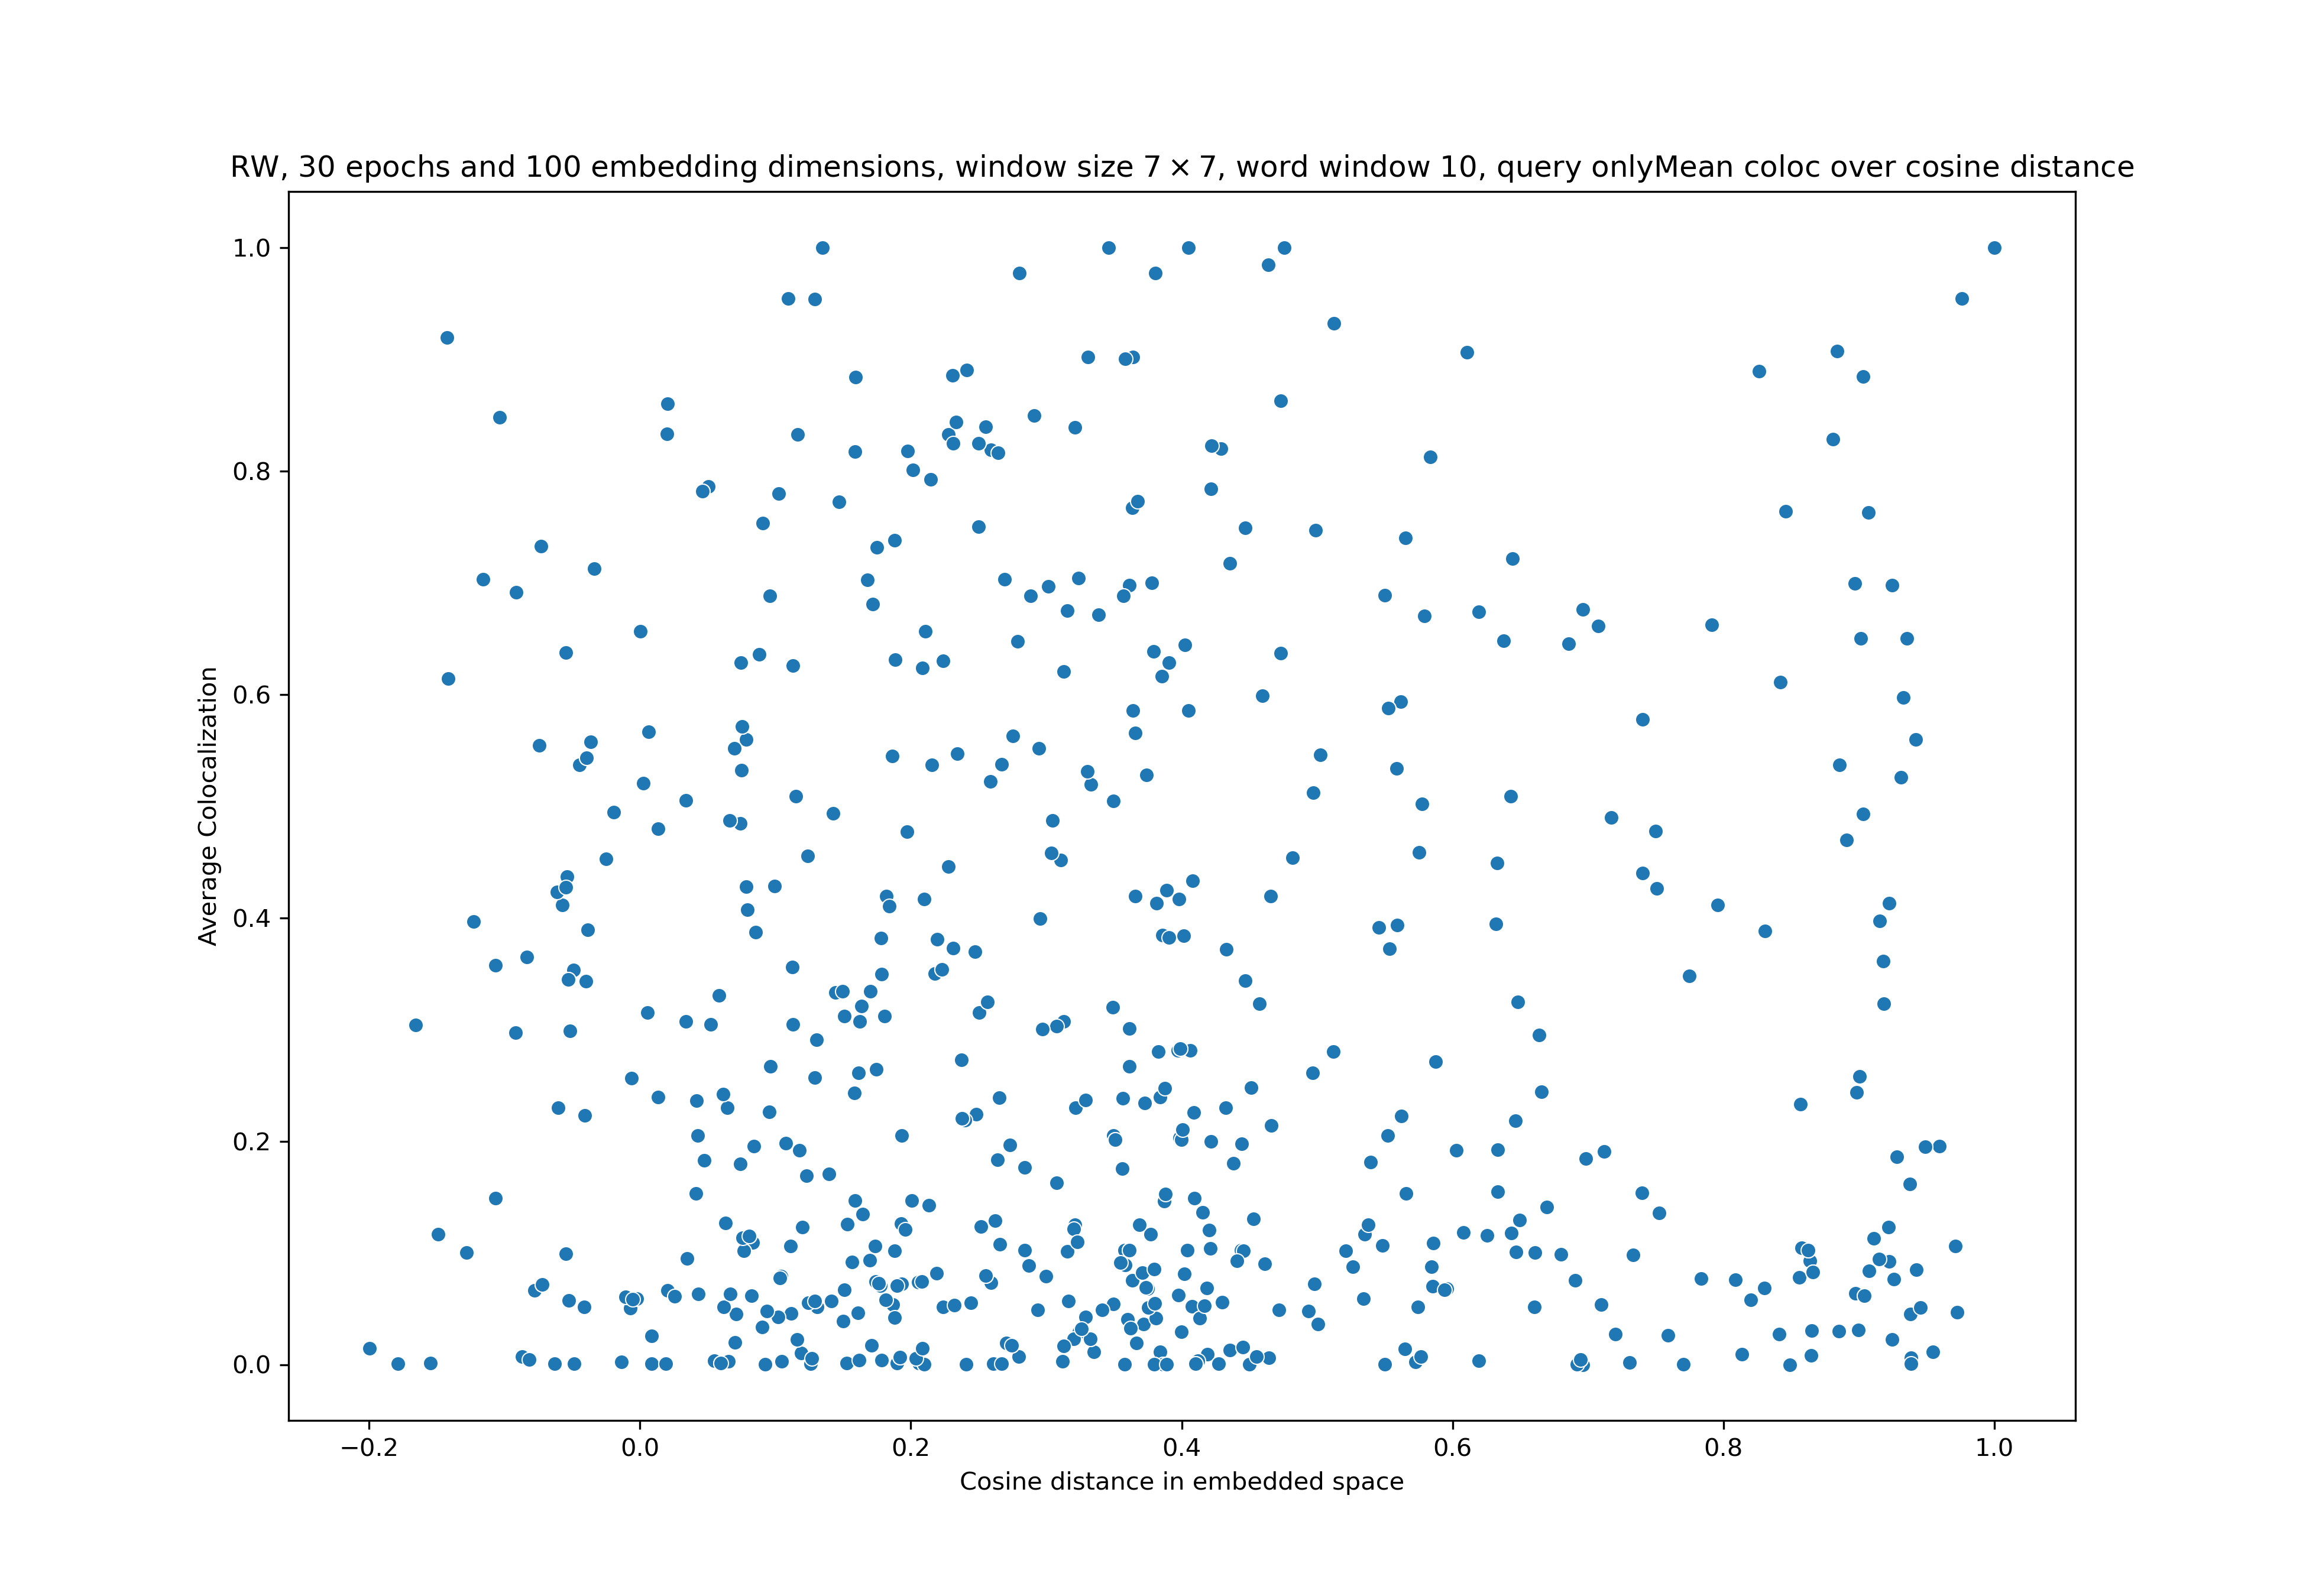 RW, 30 epochs and 100 embedding dimensions, window size 7 × 7, word window 10, query onlyMean coloc over cosine distance
1.0
0.8
0.6
0.4
0.2
0.0
Average Colocalization
−0.2 0.0 0.2 0.4 0.6 0.8 1.0
Cosine distance in embedded space